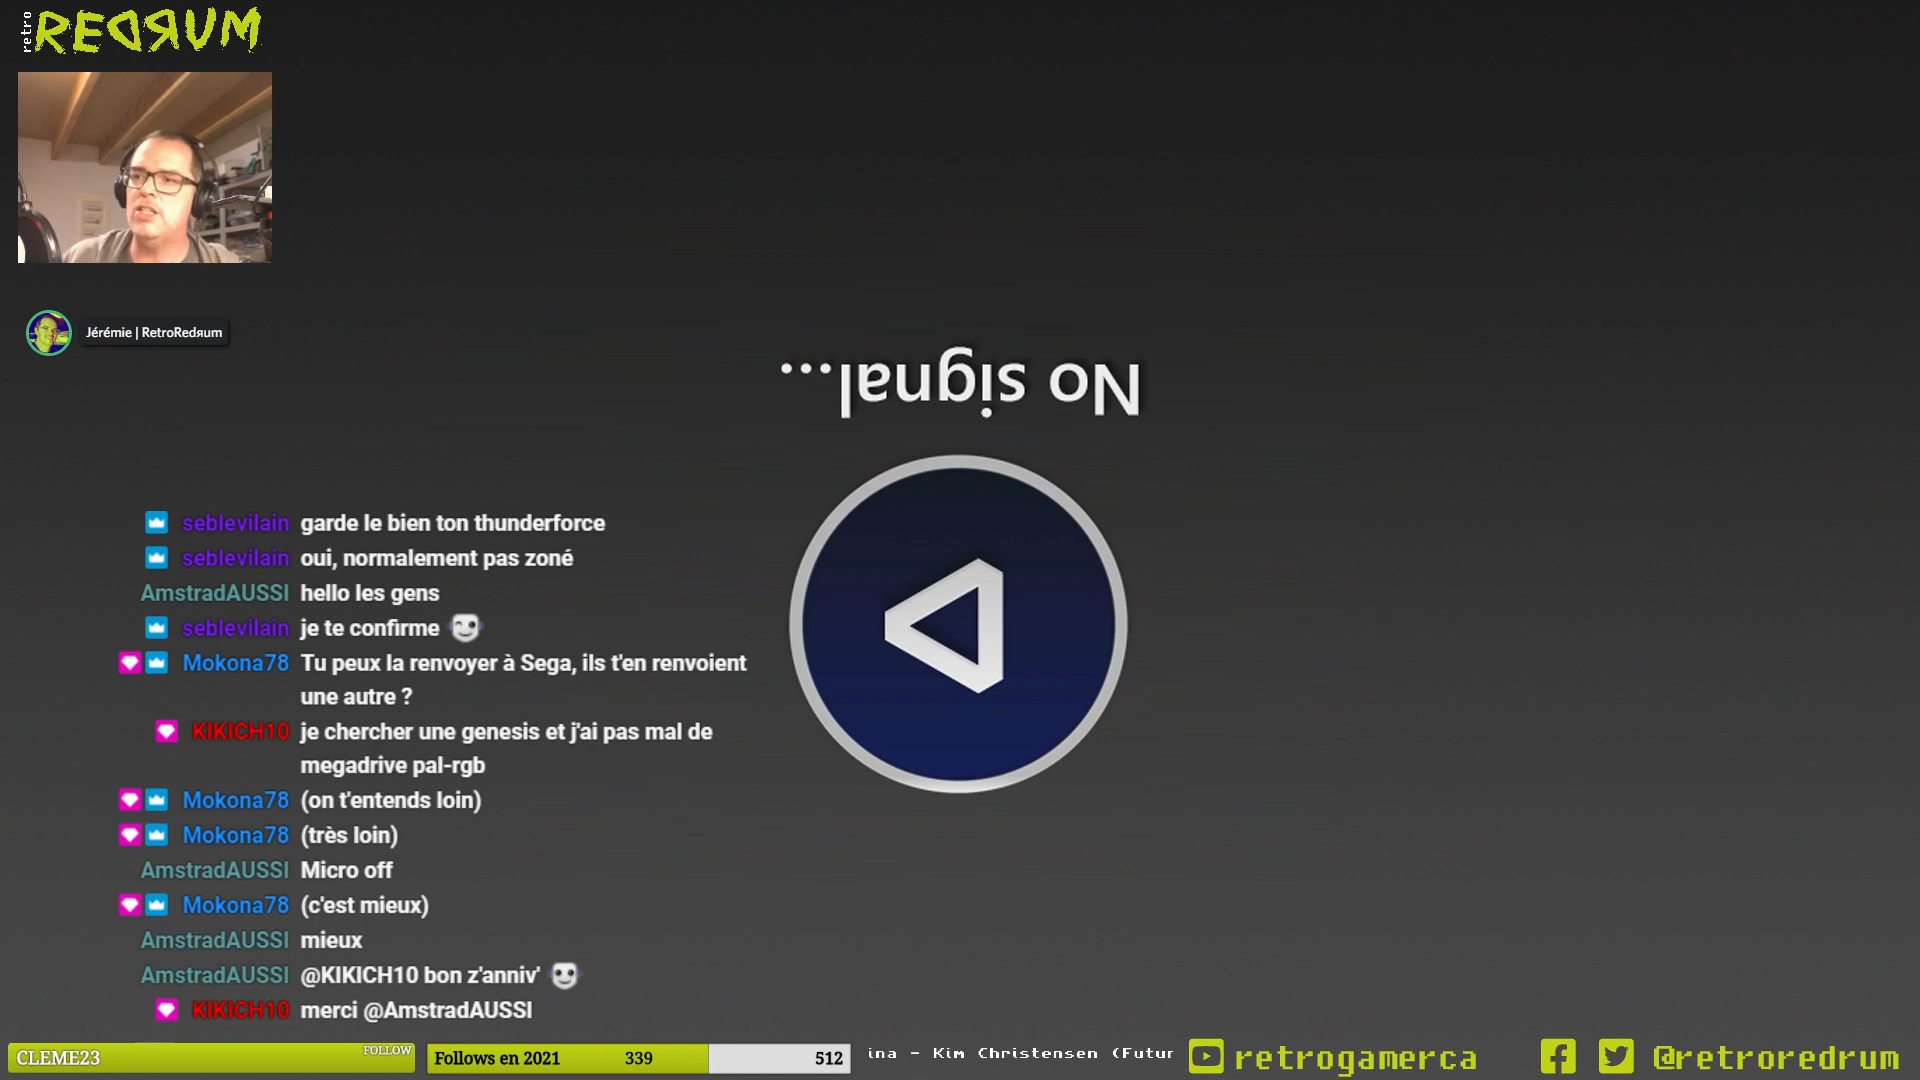 retro REDRUM
Jérémie | RetroRedяum
No signal...
seblevilain garde le bien ton thunderforce
seblevilain oui, normalement pas zoné
AmstradAUSSI hello les gens
seblevilain je te confirme
Mokona78 Tu peux la renvoyer à Sega, ils t'en renvoient
une autre ?
KIKICH10 je chercher une genesis et j'ai pas mal de
megadrive pal-rgb
Mokona78 (on t'entends loin)
Mokona78 (très loin)
AmstradAUSSI Micro off
Mokona78 (c'est mieux)
AmstradAUSSI mieux
AmstradAUSSI @KIKICH10 bon z'anniv'
KIKICH10 merci @AmstradAUSSI
CLEME23 FOLLOW
Follows en 2021 339 512
ina - Kim Christensen (Futur
retrogamerca
@retroredrum